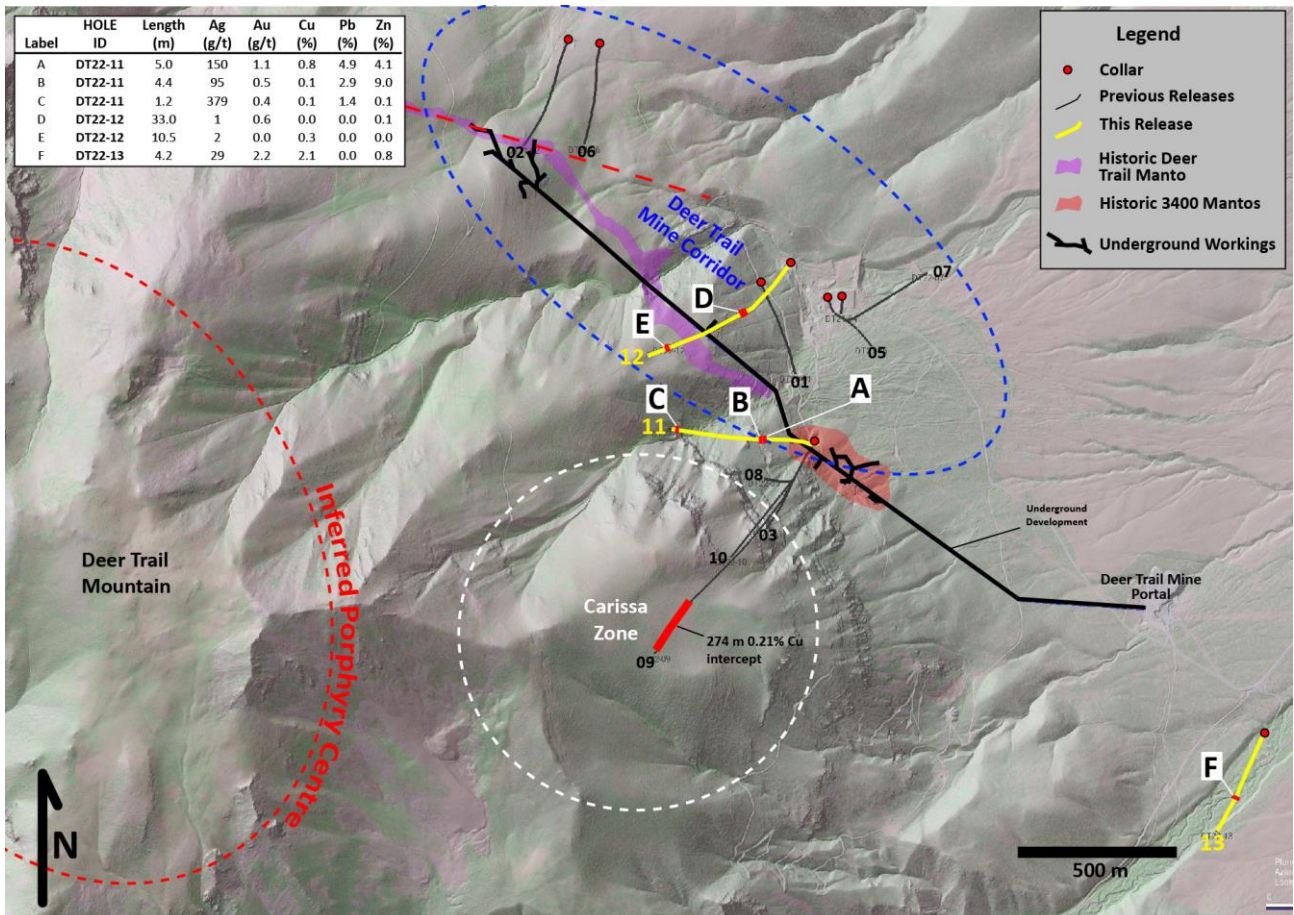 HOLE Length Ag Au Cu Pb Zn
Label ID (m) (g/t) (g/t) (%) (%) (%)
A DT22-11 5.0 150 1.1 0.8 4.9 4.1
B DT22-11 4.4 95 0.5 0.1 2.9 9.0
C DT22-11 1.2 379 0.4 0.1 1.4 0.1
D DT22-12 33.0 1 0.6 0.0 0.0 0.1
E DT22-12 10.5 2 0.0 0.3 0.0 0.0
F DT22-13 4.2 29 2.2 2.1 0.0 0.8
Legend
Collar
Previous Releases
This Release
Historic Deer
Trail Manto
Historic 3400 Mantos
Underground Workings
02
06
Deer Trail
Mine Corridor
07
D
E
12
05
01
C
B
A
11
08
03
10
Underground
Development
Inferred Porphyry Centre
Deer Trail
Mountain
Deer Trail Mine
Portal
Carissa
Zone
274 m 0.21% Cu
intercept
09
F
13
N
500 m